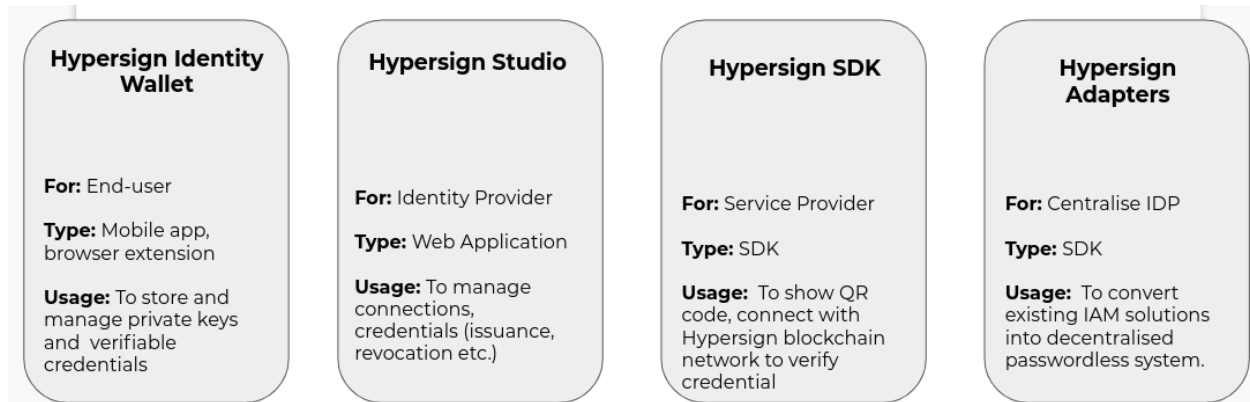 Hypersign Identity
Wallet
For: End-user
Type: Mobile app,
browser extension
Usage: To store and
manage private keys
and verifiable
credentials
Hypersign Studio
For: Identity Provider
Type: Web Application
Usage: To manage
connections,
credentials (issuance,
revocation etc.)
Hypersign SDK
For: Service Provider
Type: SDK
Usage: To show QR
code, connect with
Hypersign blockchain
network to verify
credential
Hypersign
Adapters
For: Centralise IDP
Type: SDK
Usage: To convert
existing IAM solutions
into decentralised
passwordless system.